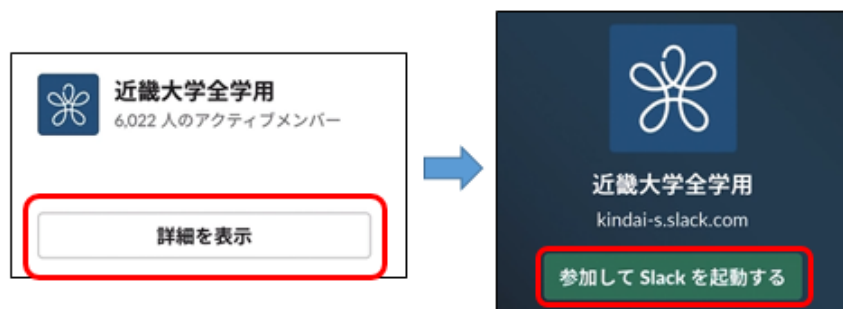 近畿大学全学用
6,022 人のアクティブメンバー
詳細を表示
近畿大学全学用
kindai-s.slack.com
参加して Slack を起動する